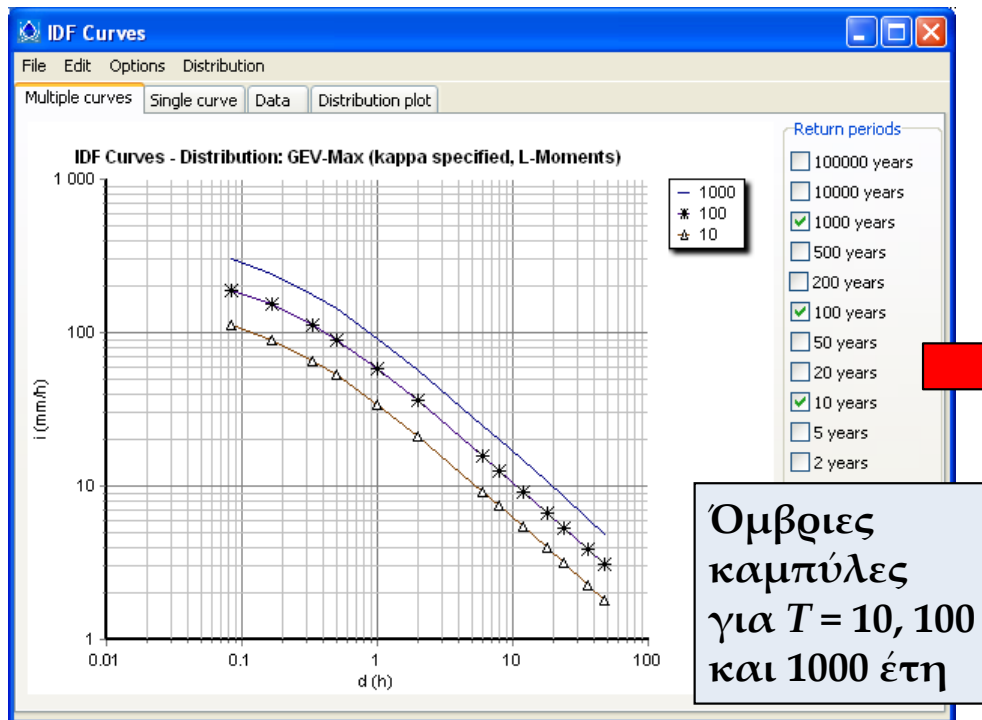 IDF Curves
File Edit Options Distribution
Multiple curves Single curve Data Distribution plot
IDF Curves - Distribution: GEV-Max (kappa specified, L-Moments)
1 000
100
10
1
i (mm/h)
0.01 0.1 1 10 100
d (h)
1000
100
10
Return periods
100000 years
10000 years
1000 years
500 years
200 years
100 years
50 years
20 years
10 years
5 years
2 years
Όμβριες
καμπύλες
για T = 10, 100
και 1000 έτη